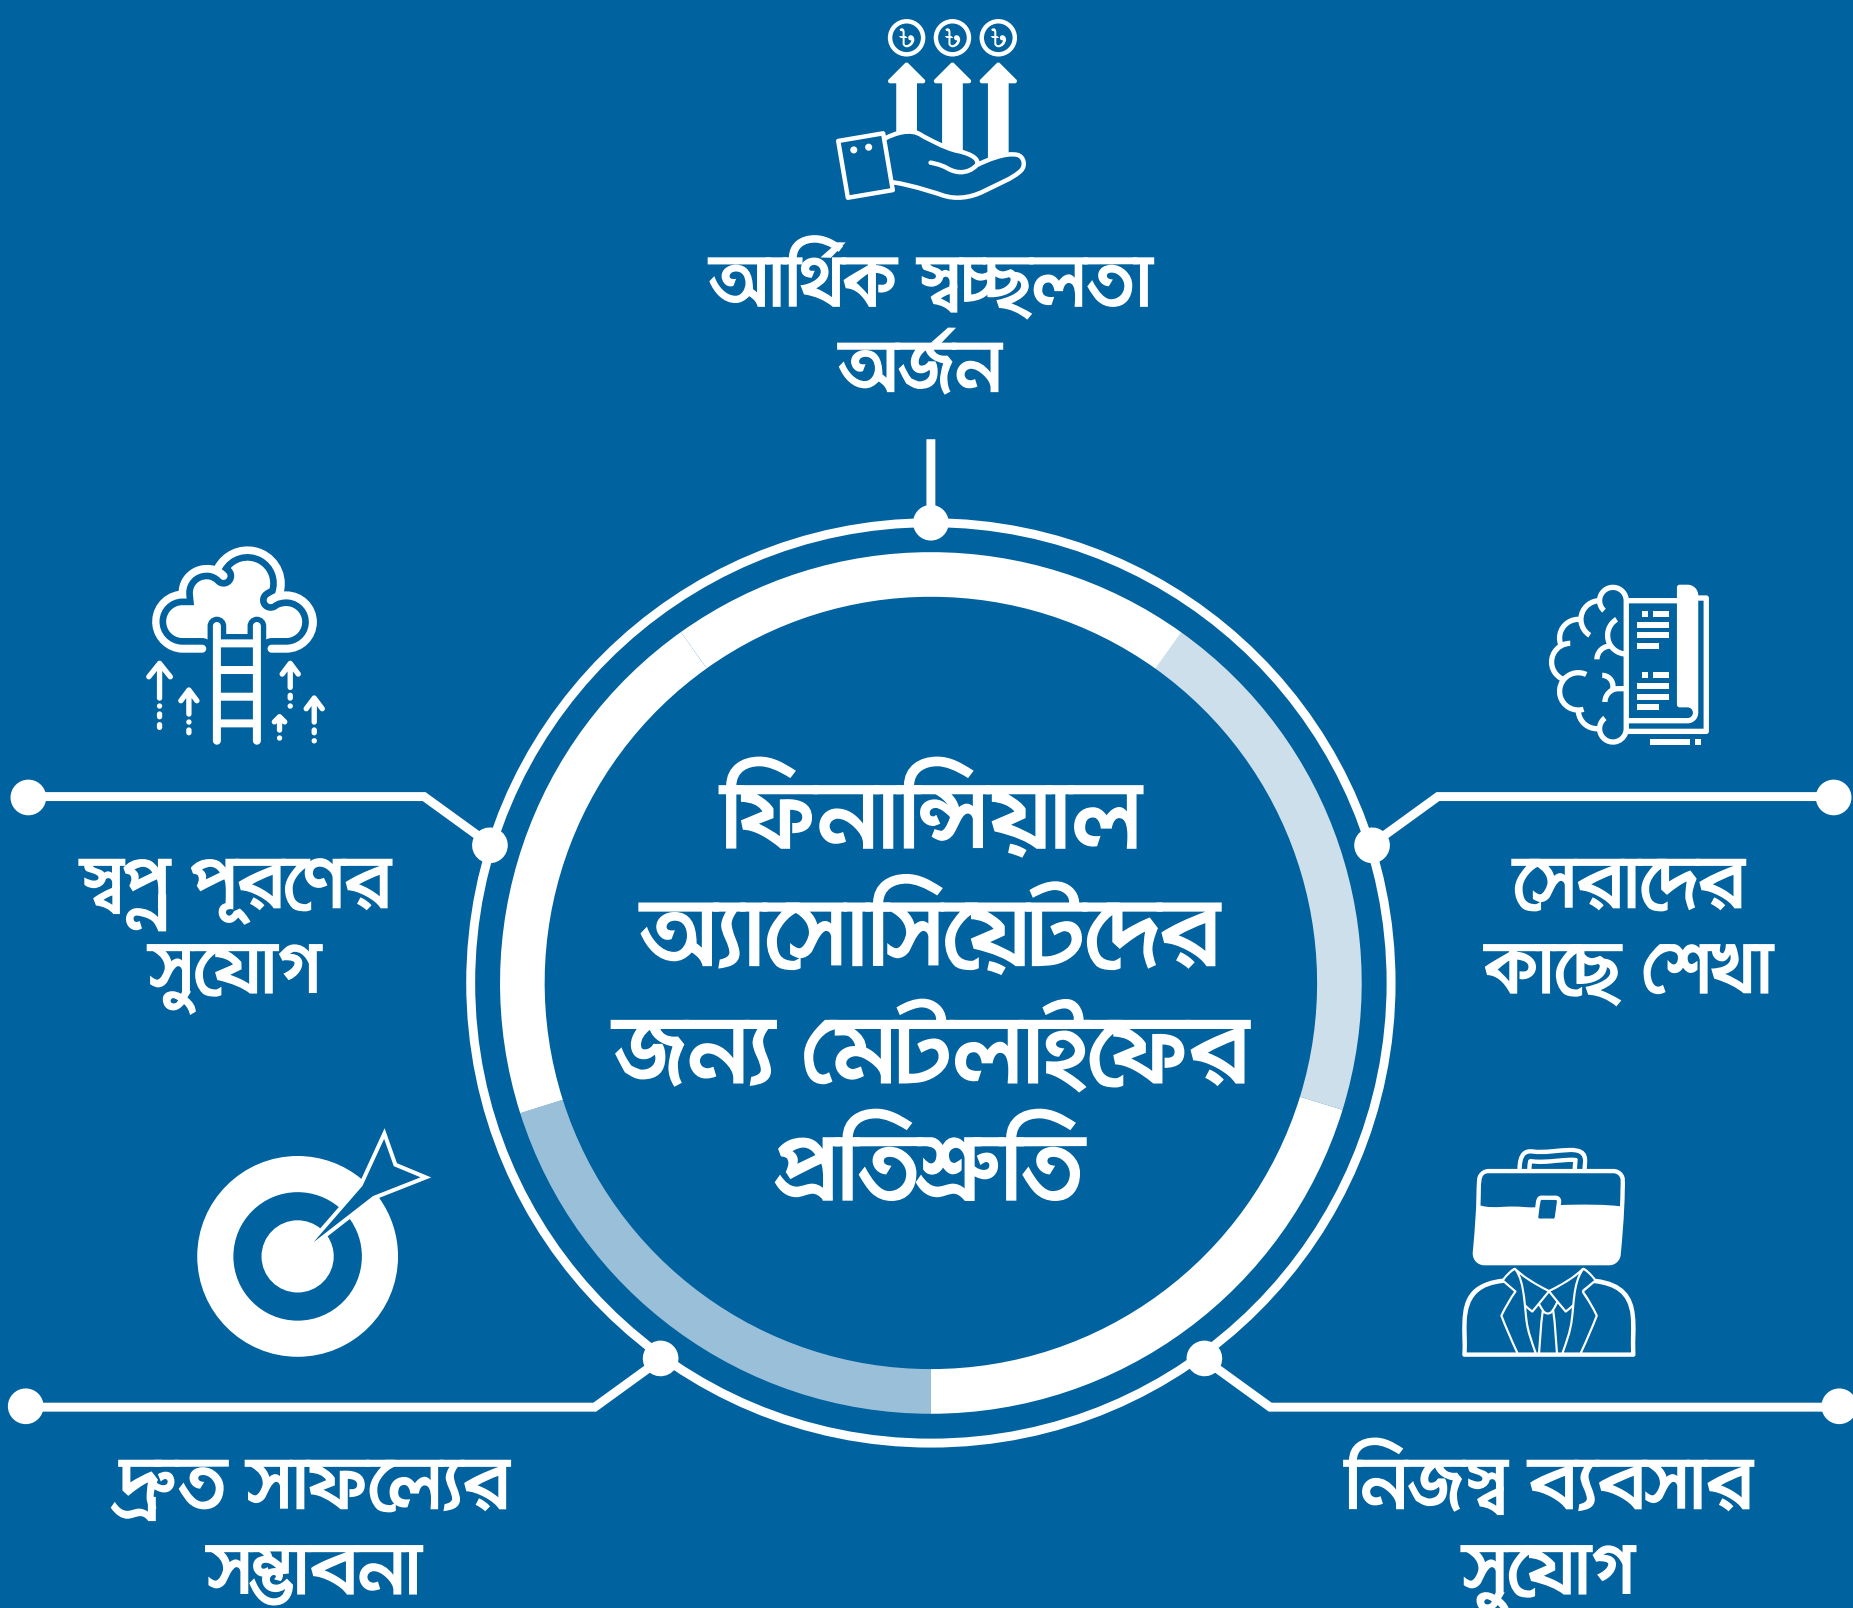 ৳ ৳ ৳
আর্থিক স্বচ্ছলতা
অর্জন
স্বপ্ন পূরণের
সুযোগ
সেরাদের
কাছে শেখা
ফিনান্সিয়াল
অ্যাসোসিয়েটদের
জন্য মেটলাইফের
প্রতিশ্রুতি
দ্রুত সাফল্যের
সম্ভাবনা
নিজস্ব ব্যবসার
সুযোগ